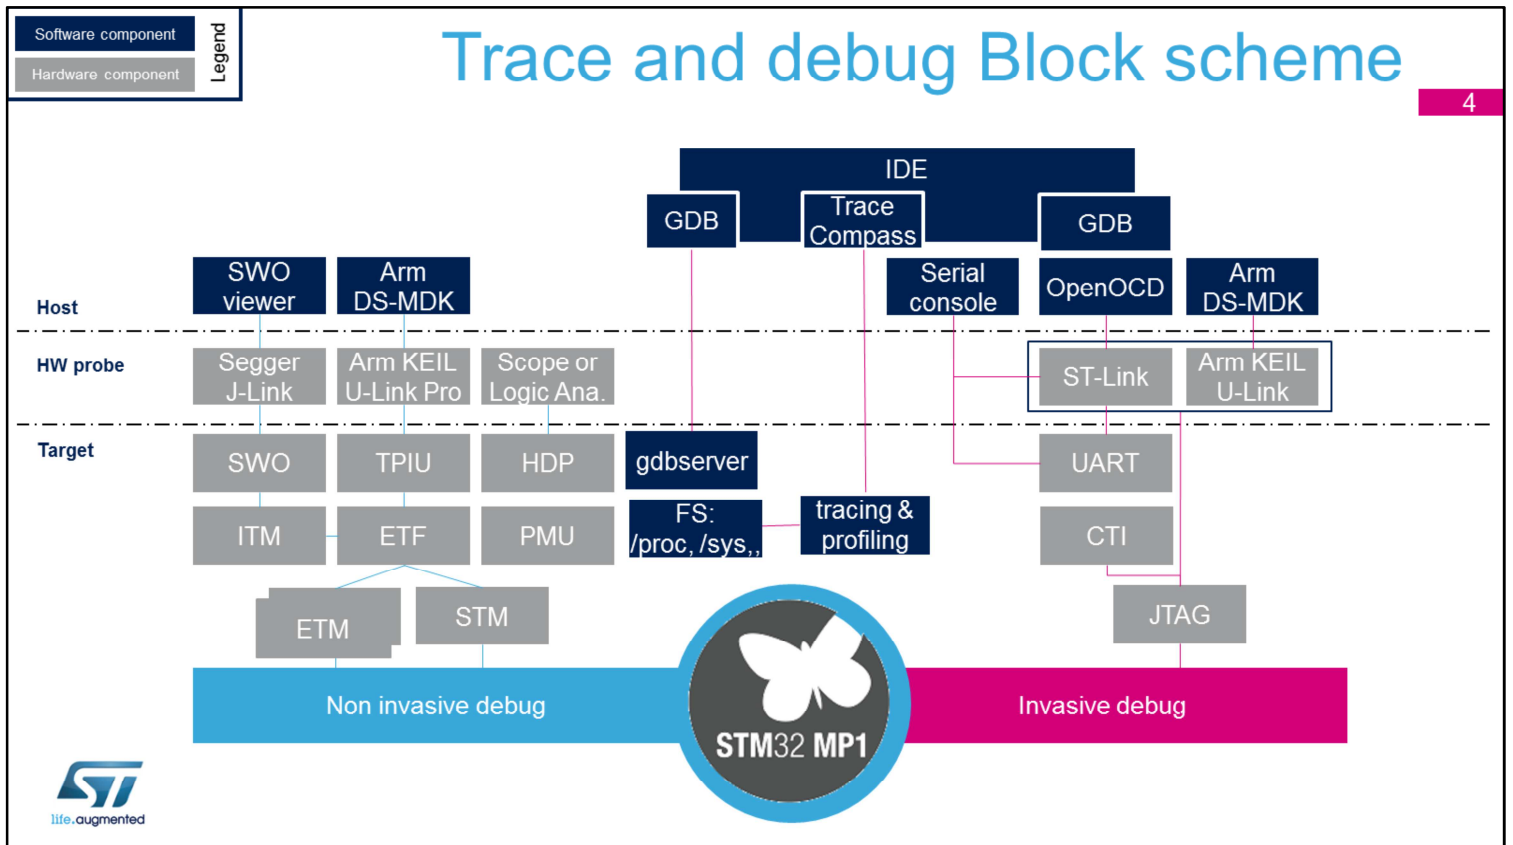 Software component
Hardware component
Legend
Trace and debug Block scheme
4
IDE
GDB
Trace
Compass
GDB
SWO
viewer
Arm
DS-MDK
Serial
console
OpenOCD
Arm
DS-MDK
Host
HW probe
Segger
J-Link
Arm KEIL
U-Link Pro
Scope or
Logic Ana.
ST-Link
Arm KEIL
U-Link
Target
SWO
TPIU
HDP
gdbserver
UART
ITM
ETF
PMU
FS:
/proc, /sys,,
tracing &
profiling
CTI
ETM
STM
JTAG
Non invasive debug
STM32 MP1
Invasive debug
ST
life.augmented